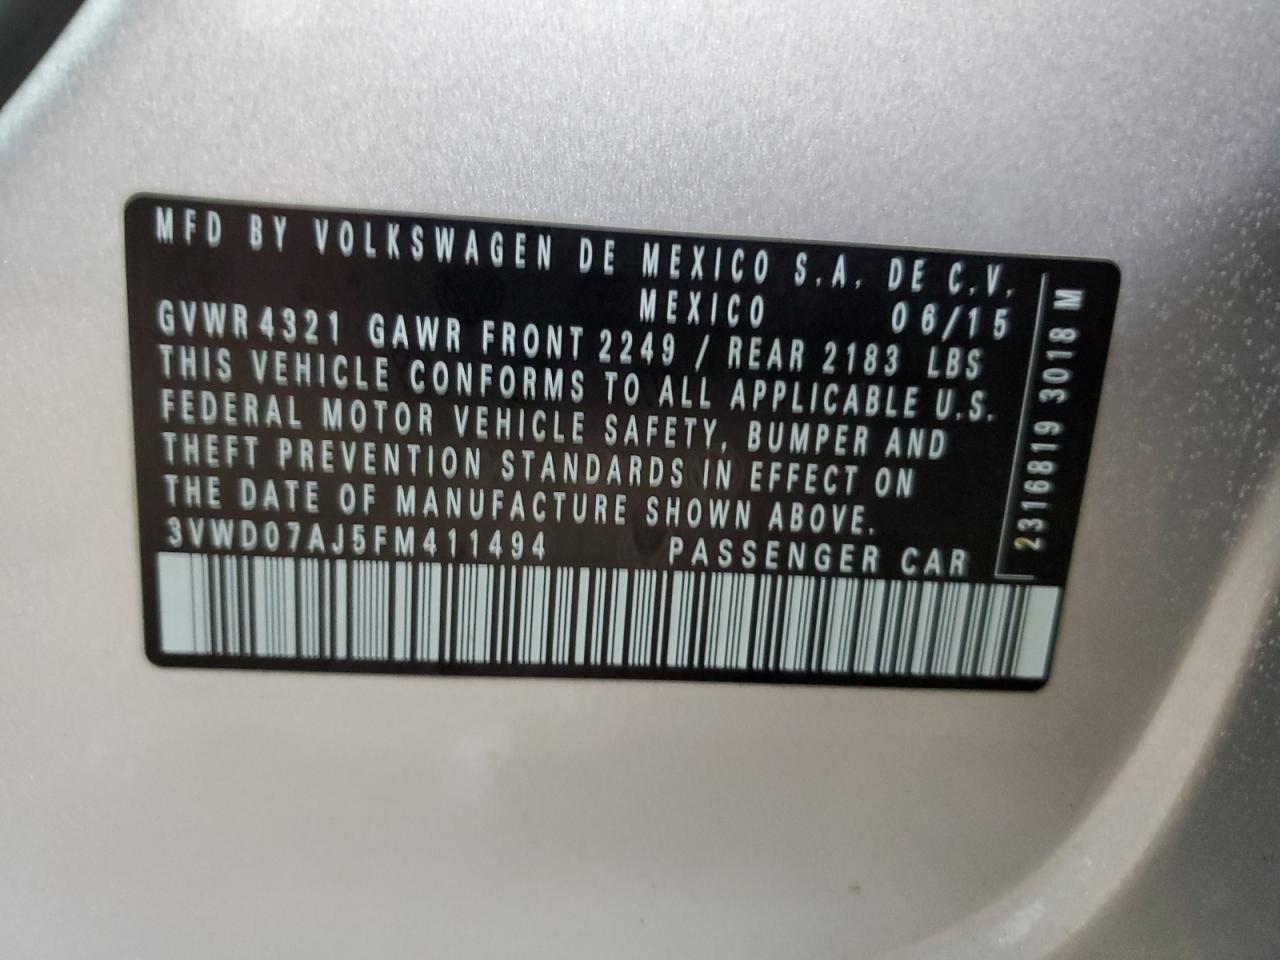 MFD BY VOLKSWAGEN DE MEXICO S.A. DE C.V.
MEXICO 06/15
GVWR 4321 GAWR FRONT 2249 / REAR 2183 LBS
THIS VEHICLE CONFORMS TO ALL APPLICABLE U.S.
FEDERAL MOTOR VEHICLE SAFETY, BUMPER AND
THEFT PREVENTION STANDARDS IN EFFECT ON
THE DATE OF MANUFACTURE SHOWN ABOVE.
3VWD07AJ5FM411494 PASSENGER CAR
2316819 3018 M